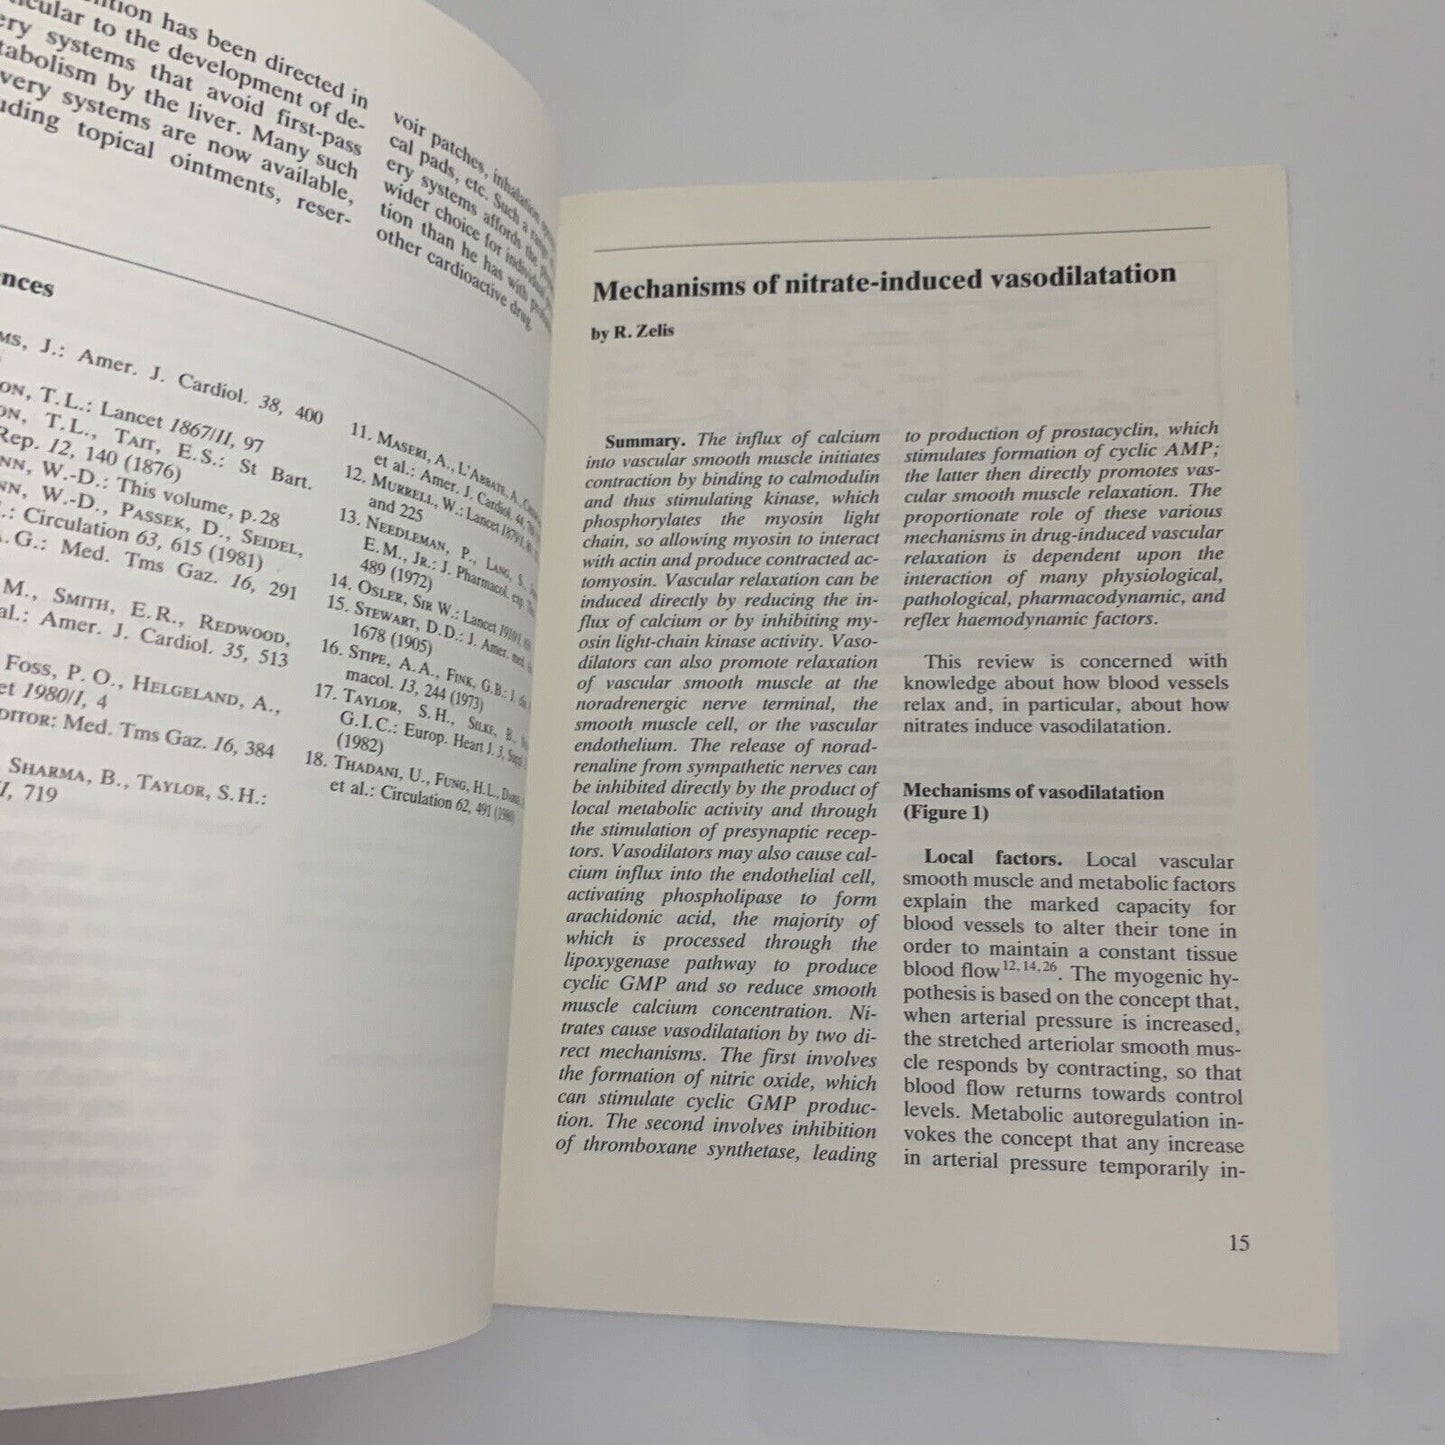 ntion has been directed in
cular to the development of de-
ery systems that avoid first-pass
tabolism by the liver. Many such
very systems are now available,
uding topical ointments, reser-
voir patches, inhalation
cal pads, etc. Such a
ery systems affords the
wider choice for individual
tion than he has with
other cardioactive drug.
ences
MS, J.: Amer. J. Cardiol. 38, 400
ON, T.L.: Lancet 1867/II, 97
ON, T.L., TAIT, E.S.: St Bart.
Rep. 12, 140 (1876)
NN, W.-D.: This volume, p. 28
NN, W.-D., PASSEK, D., SEIDEL,
.: Circulation 63, 615 (1981)
A.G.: Med. Tms Gaz. 16, 291
M., SMITH, E.R., REDWOOD,
al.: Amer. J. Cardiol. 35, 513
FOSS, P.O., HELGELAND, A.,
et 1980/I, 4
DITOR: Med. Tms Gaz. 16, 384
SHARMA, B., TAYLOR, S.H.:
I, 719
11. MASERI, A., L'ABBATE, A.,
et al.: Amer. J. Cardiol. 44,
12. MURRELL, W.: Lancet 1879/I,
and 225
13. NEEDLEMAN, P., LANG, S.,
E.M., JR.: J. Pharmacol. exp.
489 (1972)
14. OSLER, SIR W.: Lancet 1910/I,
15. STEWART, D.D.: J. Amer. med.
1678 (1905)
16. STIPE, A.A., FINK, G.B.: J.
macol. 13, 244 (1973)
17. TAYLOR, S.H., SILKE, B.,
G.I.C.: Europ. Heart J. 3, Suppl.
(1982)
18. THADANI, U., FUNG, H.L.,
et al.: Circulation 62, 491 (1980)
Mechanisms of nitrate-induced vasodilatation
by R. Zelis
Summary. The influx of calcium
into vascular smooth muscle initiates
contraction by binding to calmodulin
and thus stimulating kinase, which
phosphorylates the myosin light
chain, so allowing myosin to interact
with actin and produce contracted ac-
tomyosin. Vascular relaxation can be
induced directly by reducing the in-
flux of calcium or by inhibiting my-
osin light-chain kinase activity. Vaso-
dilators can also promote relaxation
of vascular smooth muscle at the
noradrenergic nerve terminal, the
smooth muscle cell, or the vascular
endothelium. The release of norad-
renaline from sympathetic nerves can
be inhibited directly by the product of
local metabolic activity and through
the stimulation of presynaptic recep-
tors. Vasodilators may also cause cal-
cium influx into the endothelial cell,
activating phospholipase to form
arachidonic acid, the majority of
which is processed through the
lipoxygenase pathway to produce
cyclic GMP and so reduce smooth
muscle calcium concentration. Ni-
trates cause vasodilatation by two di-
rect mechanisms. The first involves
the formation of nitric oxide, which
can stimulate cyclic GMP produc-
tion. The second involves inhibition
of thromboxane synthetase, leading
to production of prostacyclin, which
stimulates formation of cyclic AMP;
the latter then directly promotes vas-
cular smooth muscle relaxation. The
proportionate role of these various
mechanisms in drug-induced vascular
relaxation is dependent upon the
interaction of many physiological,
pathological, pharmacodynamic, and
reflex haemodynamic factors.
This review is concerned with
knowledge about how blood vessels
relax and, in particular, about how
nitrates induce vasodilatation.
Mechanisms of vasodilatation
(Figure 1)
Local factors. Local vascular
smooth muscle and metabolic factors
explain the marked capacity for
blood vessels to alter their tone in
order to maintain a constant tissue
blood flow 12, 14, 26. The myogenic hy-
pothesis is based on the concept that,
when arterial pressure is increased,
the stretched arteriolar smooth mus-
cle responds by contracting, so that
blood flow returns towards control
levels. Metabolic autoregulation in-
vokes the concept that any increase
in arterial pressure temporarily in-
15